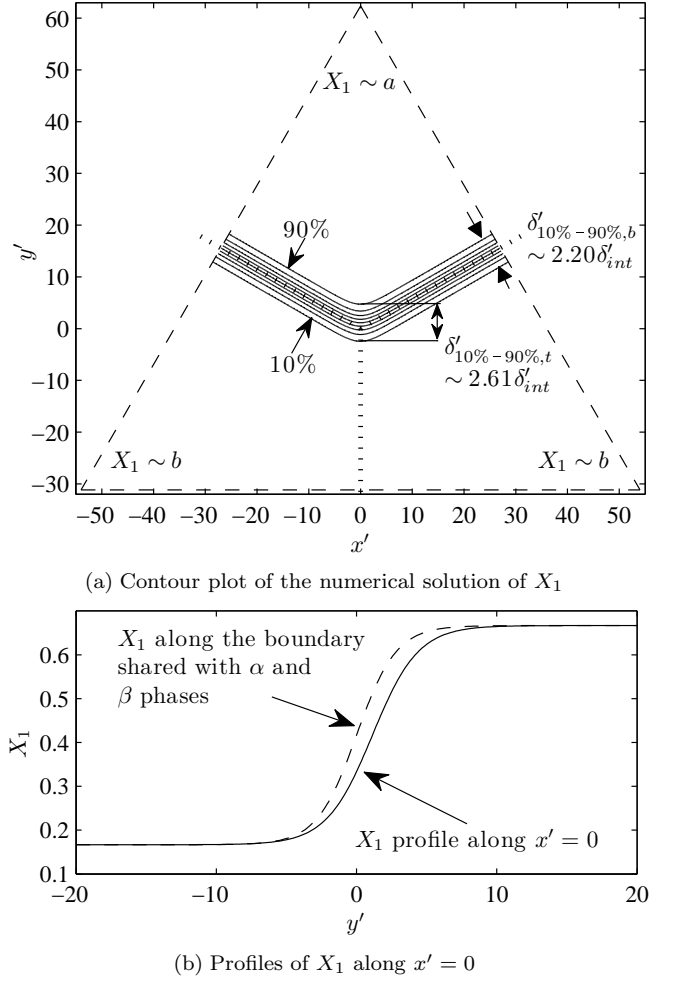 60
50
40
30
20
10
0
−10
−20
−30
y′
X₁ ∼ a
90%
10%
δ′10%−90%,b
∼ 2.20δ′int
δ′10%−90%,t
∼ 2.61δ′int
X₁ ∼ b
X₁ ∼ b
−50 −40 −30 −20 −10 0 10 20 30 40 50
x′
(a) Contour plot of the numerical solution of X₁
X₁ along the boundary
shared with α and
β phases
X₁ profile along x′ = 0
0.6
0.5
0.4
0.3
0.2
0.1
X₁
−20 −10 0 10 20
y′
(b) Profiles of X₁ along x′ = 0